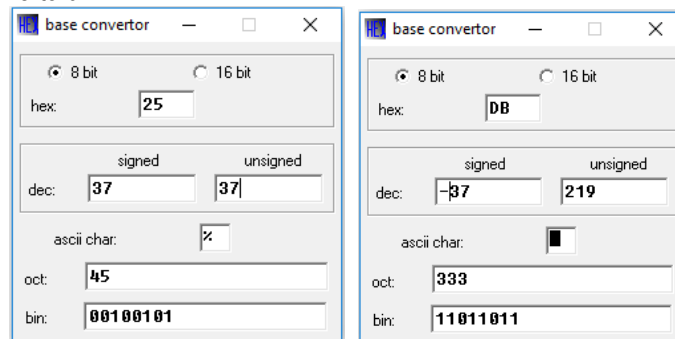 base convertor
8 bit 16 bit
hex: 25
signed unsigned
dec: 37 37
ascii char: %
oct: 45
bin: 00100101
base convertor
8 bit 16 bit
hex: DB
signed unsigned
dec: -37 219
ascii char: █
oct: 333
bin: 11011011